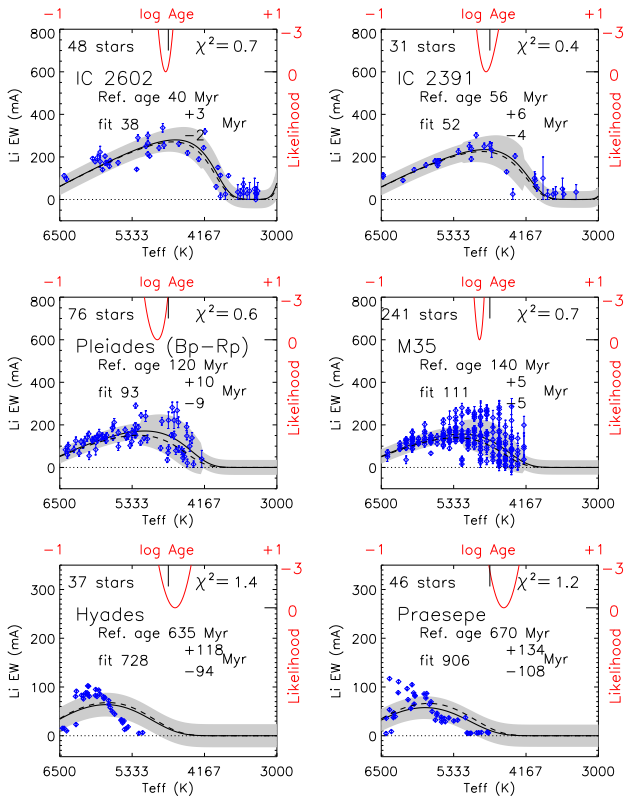 −1 log Age +1
48 stars χ²= 0.7
IC 2602
Ref. age 40 Myr
fit 38 +3 −2 Myr
Li EW (mA)
800
600
400
200
0
−3
0
Likelihood
6500 5333 4167 3000
Teff (K)
−1 log Age +1
31 stars χ²= 0.4
IC 2391
Ref. age 56 Myr
fit 52 +6 −4 Myr
Li EW (mA)
800
600
400
200
0
−3
0
Likelihood
6500 5333 4167 3000
Teff (K)
−1 log Age +1
76 stars χ²= 0.6
Pleiades (Bp−Rp)
Ref. age 120 Myr
fit 93 +10 −9 Myr
Li EW (mA)
800
600
400
200
0
−3
0
Likelihood
6500 5333 4167 3000
Teff (K)
−1 log Age +1
241 stars χ²= 0.7
M35
Ref. age 140 Myr
fit 111 +5 −5 Myr
Li EW (mA)
800
600
400
200
0
−3
0
Likelihood
6500 5333 4167 3000
Teff (K)
−1 log Age +1
37 stars χ²= 1.4
Hyades
Ref. age 635 Myr
fit 728 +118 −94 Myr
Li EW (mA)
300
200
100
0
−3
0
Likelihood
6500 5333 4167 3000
Teff (K)
−1 log Age +1
46 stars χ²= 1.2
Praesepe
Ref. age 670 Myr
fit 906 +134 −108 Myr
Li EW (mA)
300
200
100
0
−3
0
Likelihood
6500 5333 4167 3000
Teff (K)